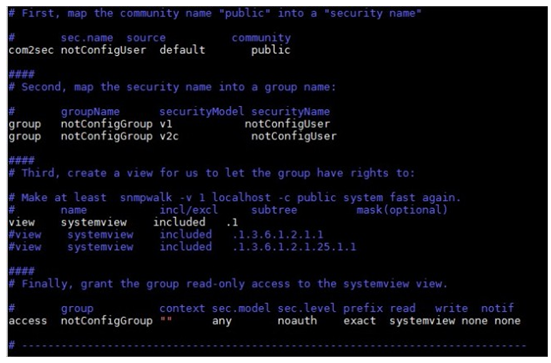 # First, map the community name "public" into a "security name"
#       sec.name  source          community
com2sec notConfigUser  default       public
####
# Second, map the security name into a group name:
#       groupName      securityModel securityName
group   notConfigGroup v1           notConfigUser
group   notConfigGroup v2c           notConfigUser
####
# Third, create a view for us to let the group have rights to:
# Make at least  snmpwalk -v 1 localhost -c public system fast again.
#       name           incl/excl     subtree         mask(optional)
view    systemview    included   .1
#view    systemview    included   .1.3.6.1.2.1.1
#view    systemview    included   .1.3.6.1.2.1.25.1.1
####
# Finally, grant the group read-only access to the systemview view.
#       group          context sec.model sec.level prefix read   write  notif
access  notConfigGroup ""      any       noauth    exact  systemview none none
# -----------------------------------------------------------------------------